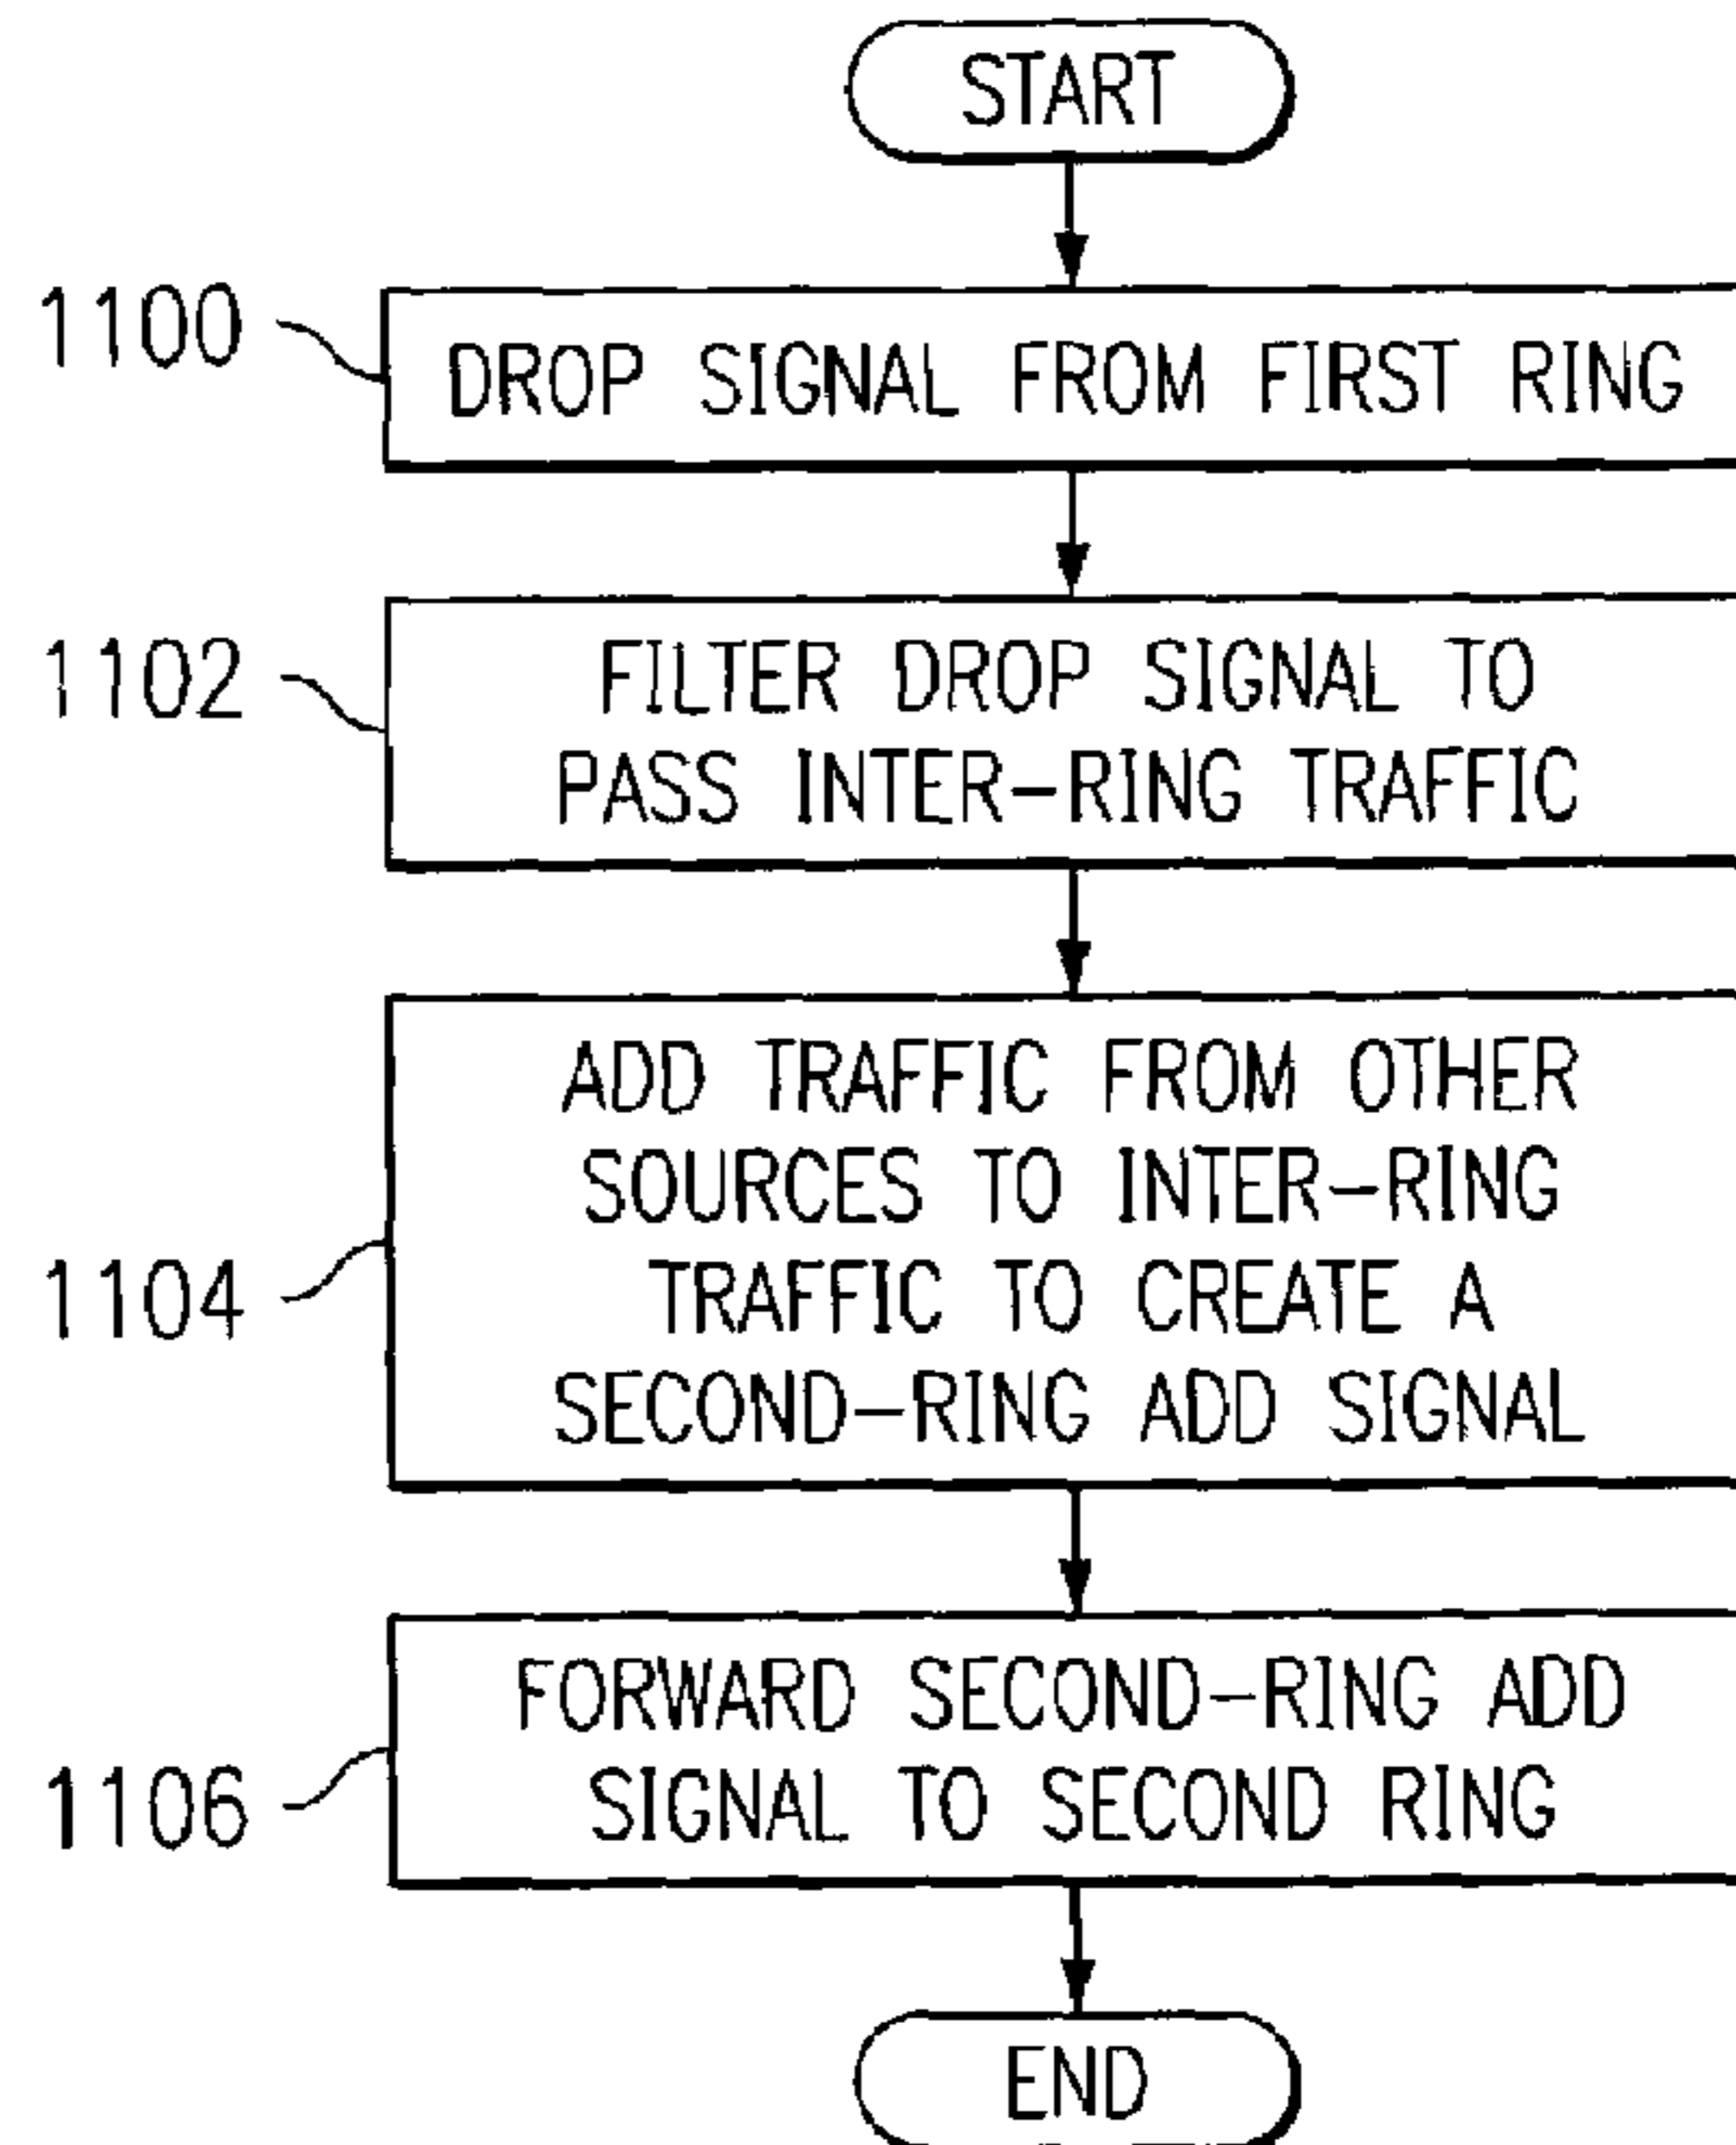 START
1100
DROP SIGNAL FROM FIRST RING
1102
FILTER DROP SIGNAL TO
PASS INTER-RING TRAFFIC
ADD TRAFFIC FROM OTHER
SOURCES TO INTER-RING
1104
TRAFFIC TO CREATE A
SECOND-RING ADD SIGNAL
FORWARD SECOND-RING ADD
1106
SIGNAL TO SECOND RING
END